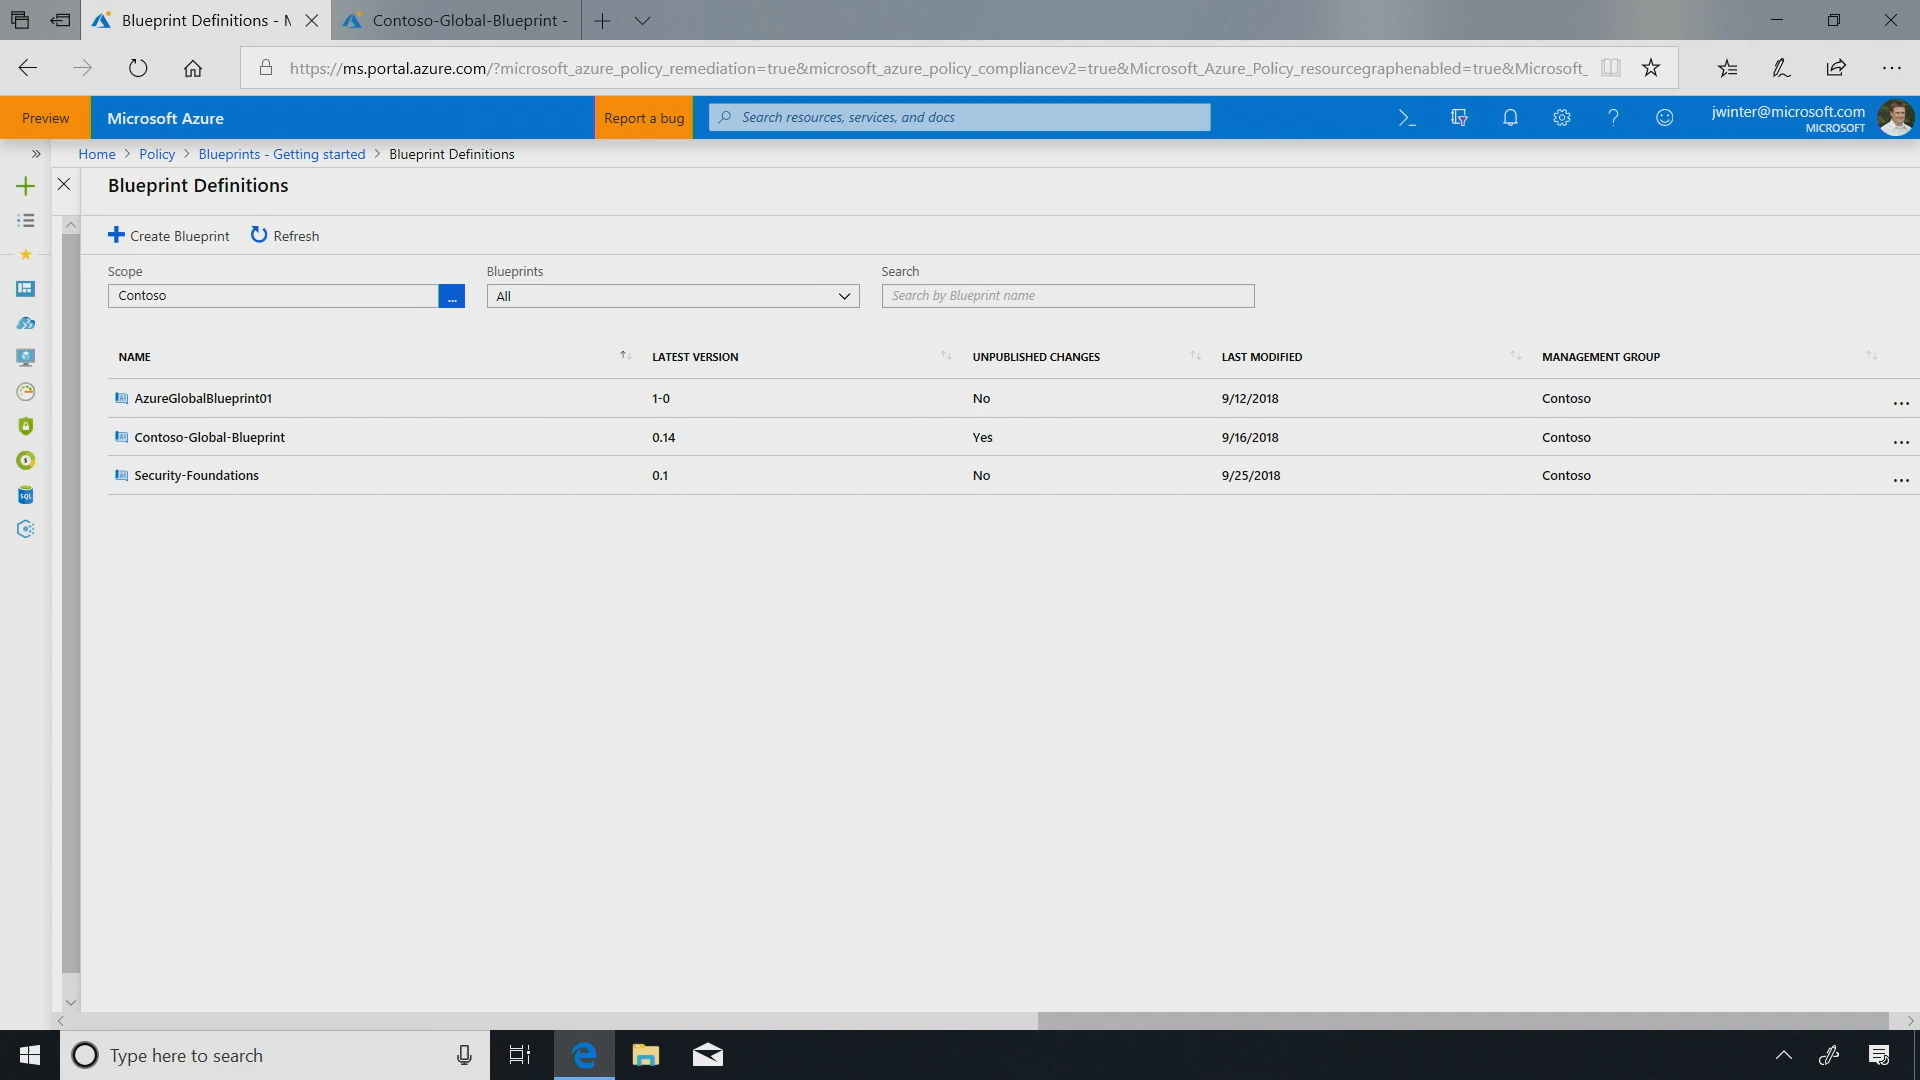 Blueprint Definitions - M
Contoso-Global-Blueprint -
https://ms.portal.azure.com/?microsoft_azure_policy_remediation=true&microsoft_azure_policy_compliancev2=true&Microsoft_Azure_Policy_resourcegraphenabled=true&Microsoft_
Preview
Microsoft Azure
Report a bug
Search resources, services, and docs
jwinter@microsoft.com
MICROSOFT
Home > Policy > Blueprints - Getting started > Blueprint Definitions
Blueprint Definitions
Create Blueprint
Refresh
Scope
Blueprints
Search
Contoso
...
All
Search by Blueprint name
NAME LATEST VERSION UNPUBLISHED CHANGES LAST MODIFIED MANAGEMENT GROUP
AzureGlobalBlueprint01 1-0 No 9/12/2018 Contoso ...
Contoso-Global-Blueprint 0.14 Yes 9/16/2018 Contoso ...
Security-Foundations 0.1 No 9/25/2018 Contoso ...
SQL
Type here to search